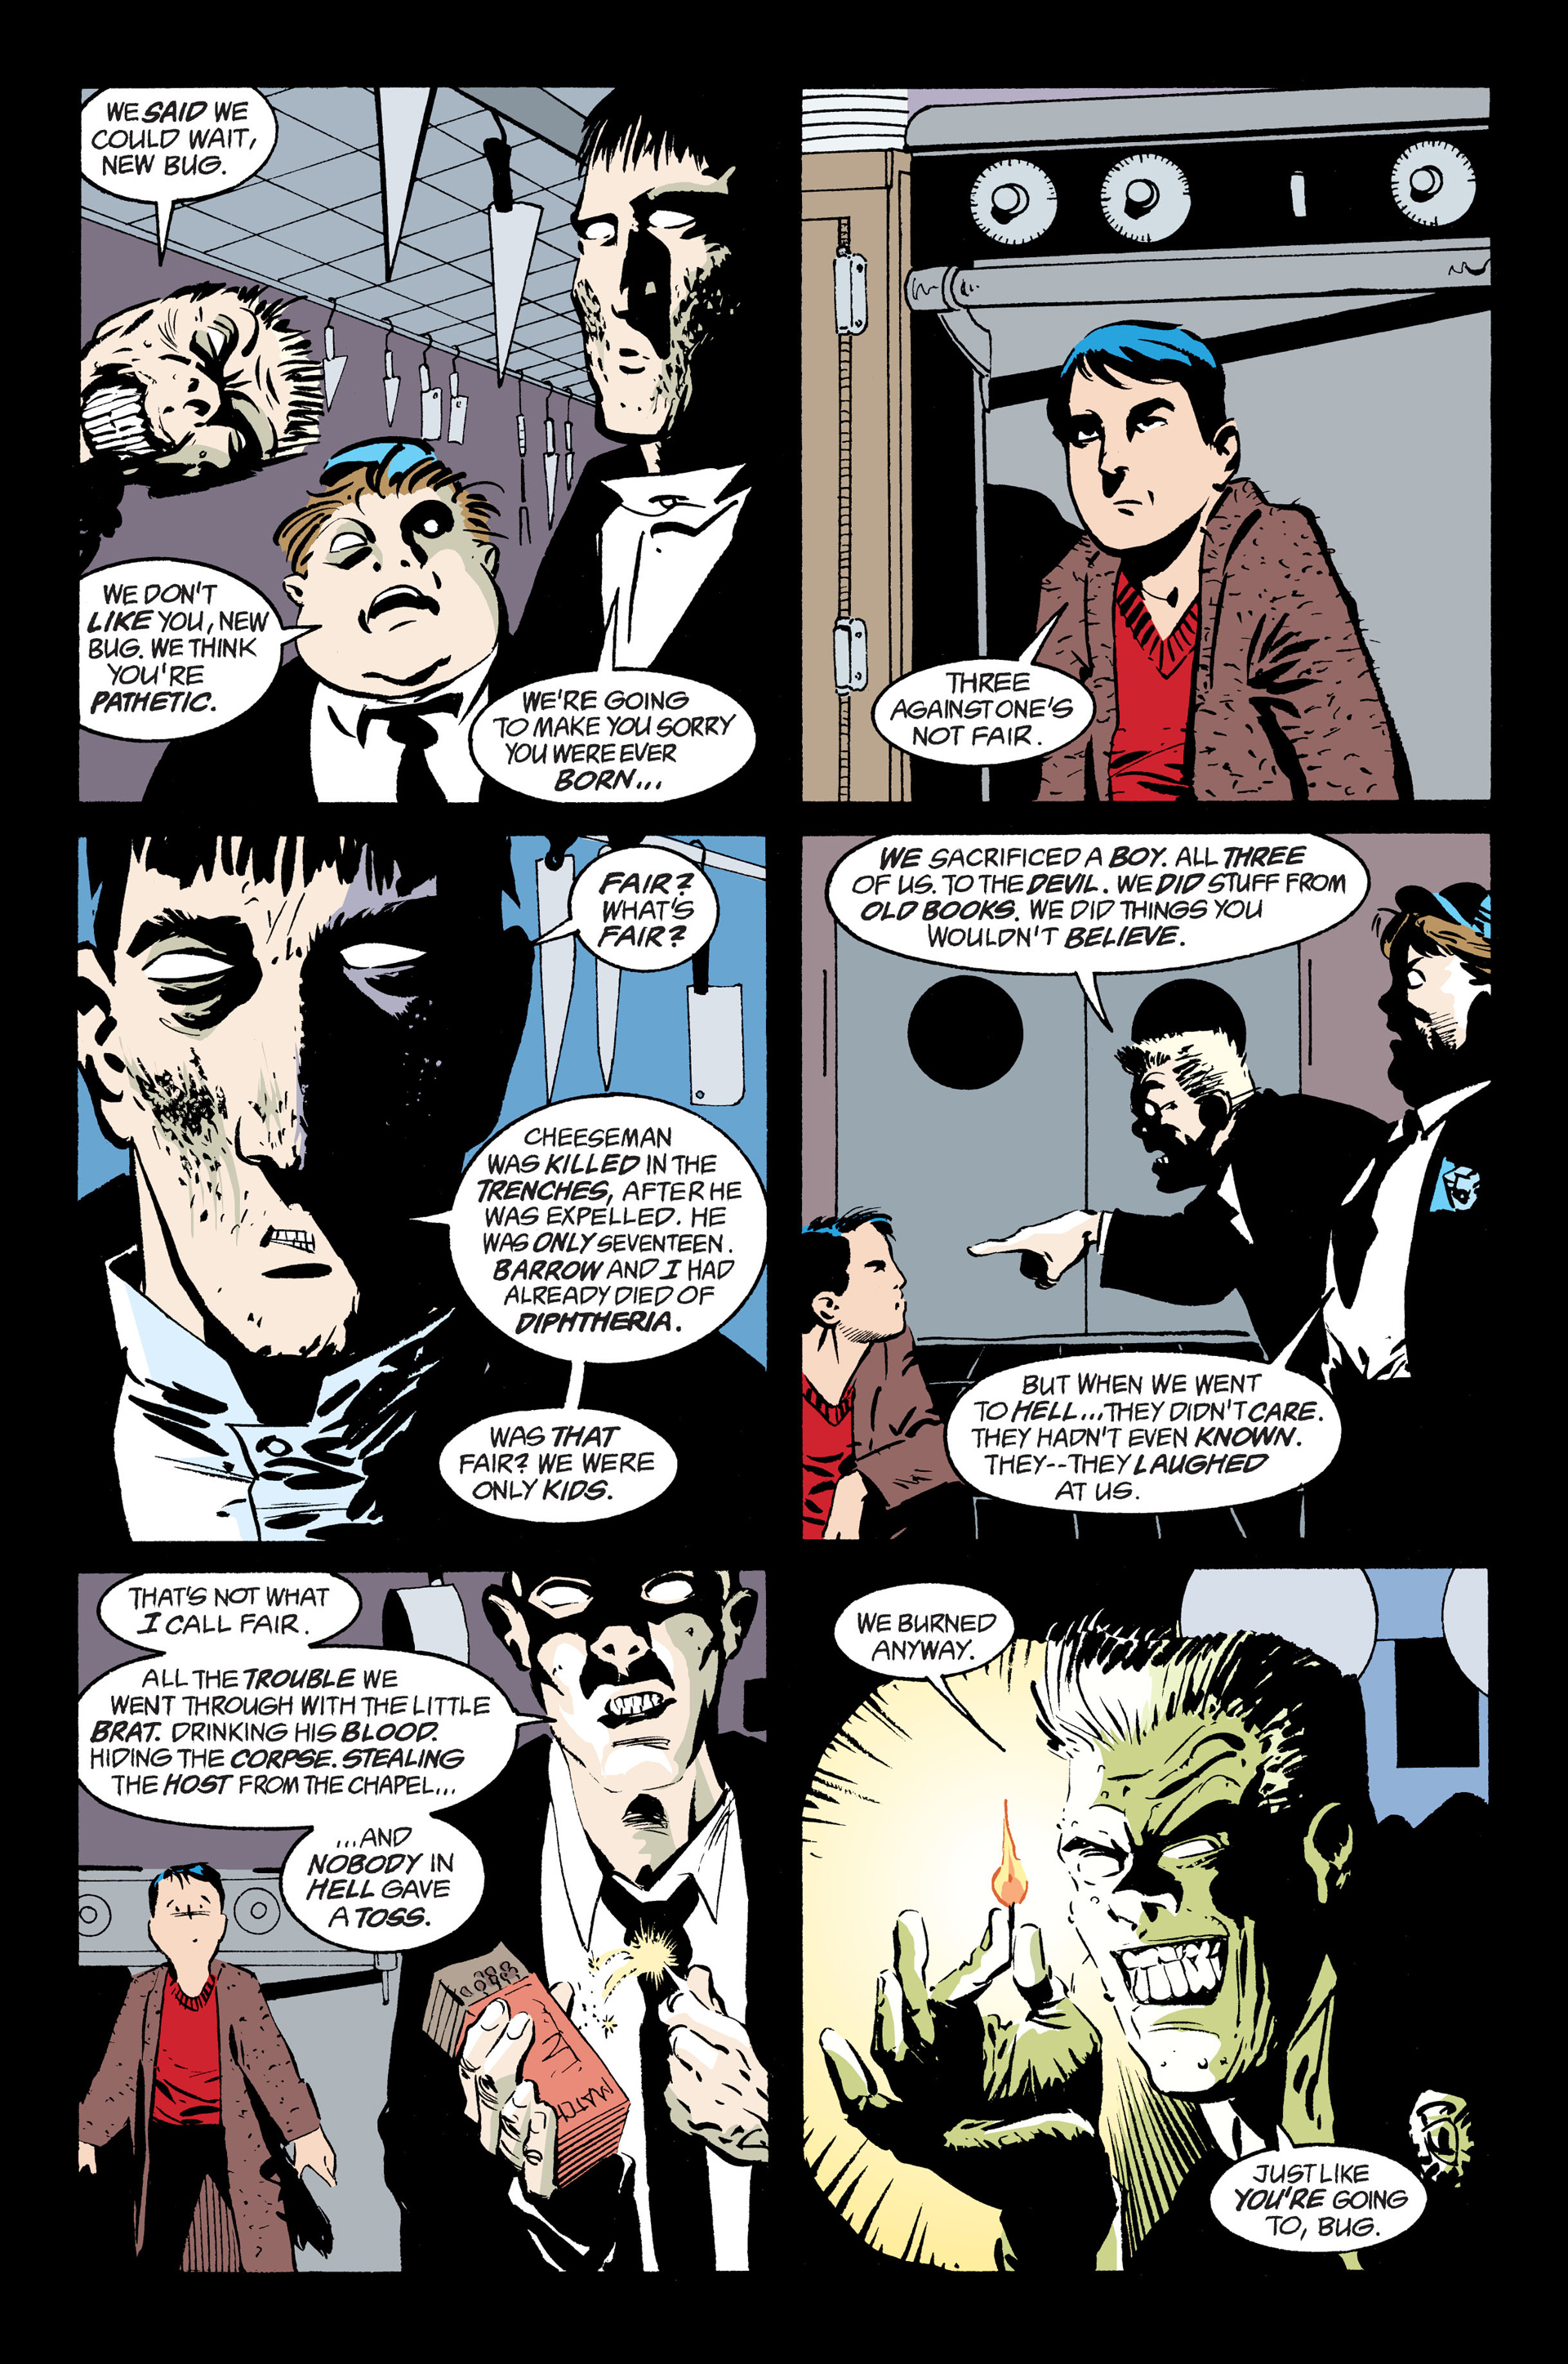 WE SAID WE
COULD WAIT,
NEW BUG.
WE DON'T
LIKE YOU, NEW
BUG. WE THINK
YOU'RE
PATHETIC.
WE'RE GOING
TO MAKE YOU SORRY
YOU WERE EVER
BORN...
THREE
AGAINST ONE'S
NOT FAIR.
FAIR?
WHAT'S
FAIR?
CHEESEMAN
WAS KILLED IN THE
TRENCHES, AFTER HE
WAS EXPELLED. HE
WAS ONLY SEVENTEEN.
BARROW AND I HAD
ALREADY DIED OF
DIPHTHERIA.
WAS THAT
FAIR? WE WERE
ONLY KIDS.
WE SACRIFICED A BOY. ALL THREE
OF US. TO THE DEVIL. WE DID STUFF FROM
OLD BOOKS. WE DID THINGS YOU
WOULDN'T BELIEVE.
BUT WHEN WE WENT
TO HELL...THEY DIDN'T CARE.
THEY HADN'T EVEN KNOWN.
THEY--THEY LAUGHED
AT US.
THAT'S NOT WHAT
I CALL FAIR.
ALL THE TROUBLE WE
WENT THROUGH WITH THE LITTLE
BRAT. DRINKING HIS BLOOD.
HIDING THE CORPSE. STEALING
THE HOST FROM THE CHAPEL...
...AND
NOBODY IN
HELL GAVE
A TOSS.
WE BURNED
ANYWAY.
JUST LIKE
YOU'RE GOING
TO, BUG.